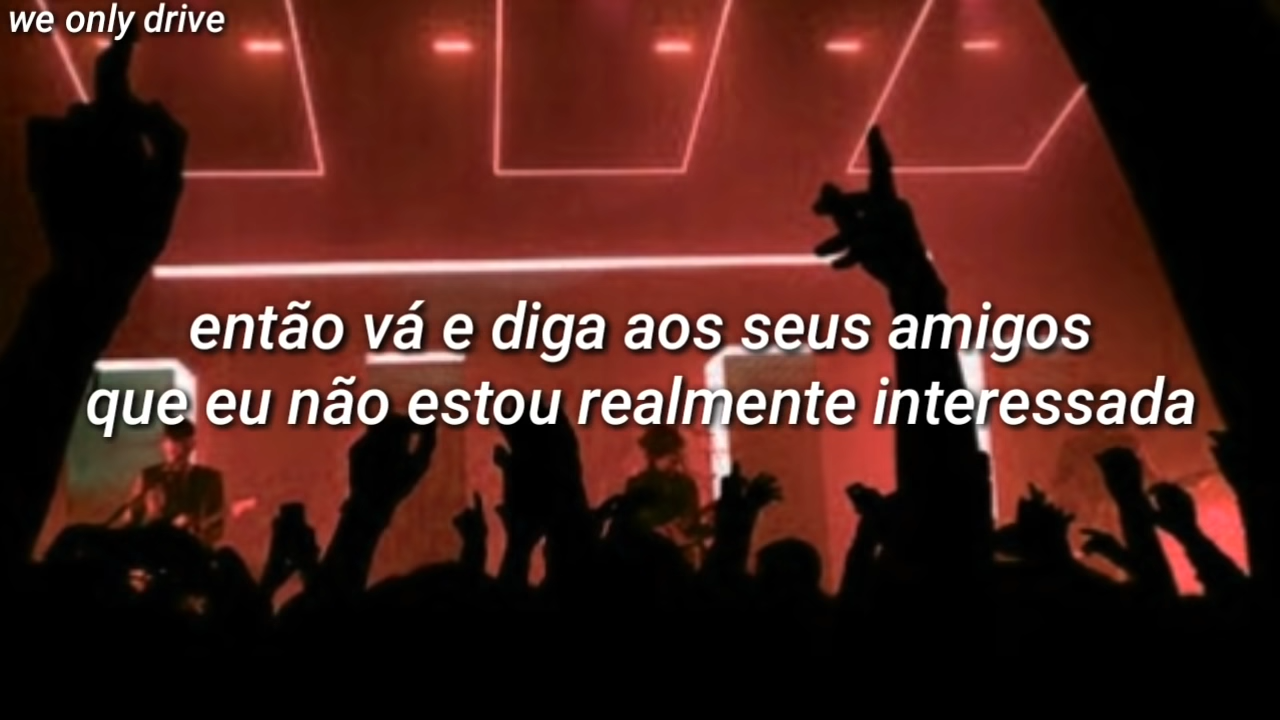 we only drive
então vá e diga aos seus amigos
que eu não estou realmente interessada